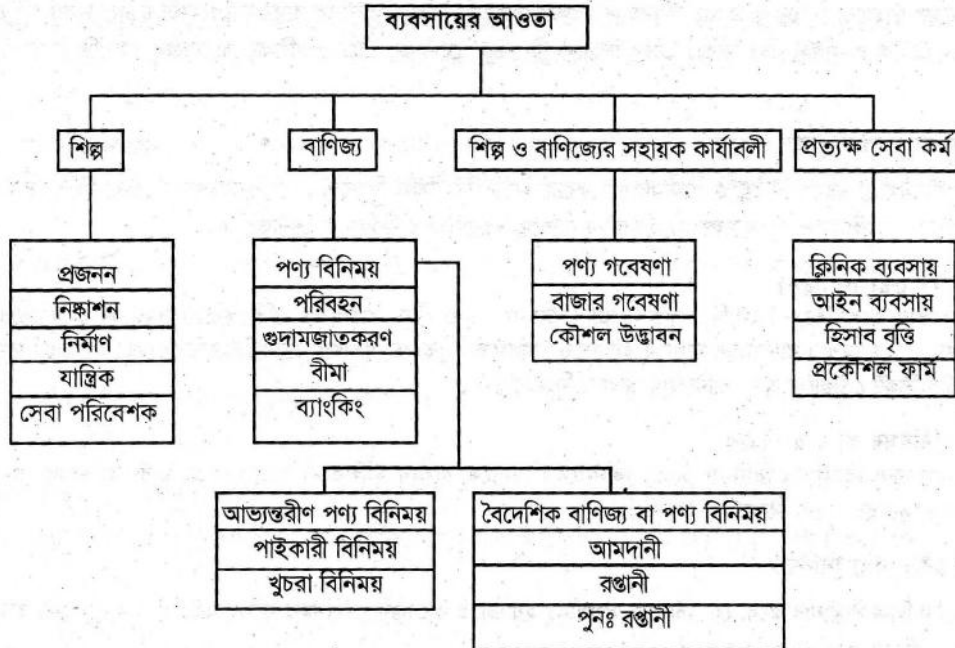 ব্যবসায়ের আওতা
শিল্প
বাণিজ্য
শিল্প ও বাণিজ্যের সহায়ক কার্যাবলী
প্রত্যক্ষ সেবা কর্ম
প্রজনন
নিষ্কাশন
নির্মাণ
যান্ত্রিক
সেবা পরিবেশক
পণ্য বিনিময়
পরিবহন
গুদামজাতকরণ
বীমা
ব্যাংকিং
পণ্য গবেষণা
বাজার গবেষণা
কৌশল উদ্ভাবন
ক্লিনিক ব্যবসায়
আইন ব্যবসায়
হিসাব বৃত্তি
প্রকৌশল ফার্ম
আভ্যন্তরীণ পণ্য বিনিময়
পাইকারী বিনিময়
খুচরা বিনিময়
বৈদেশিক বাণিজ্য বা পণ্য বিনিময়
আমদানী
রপ্তানী
পুনঃ রপ্তানী